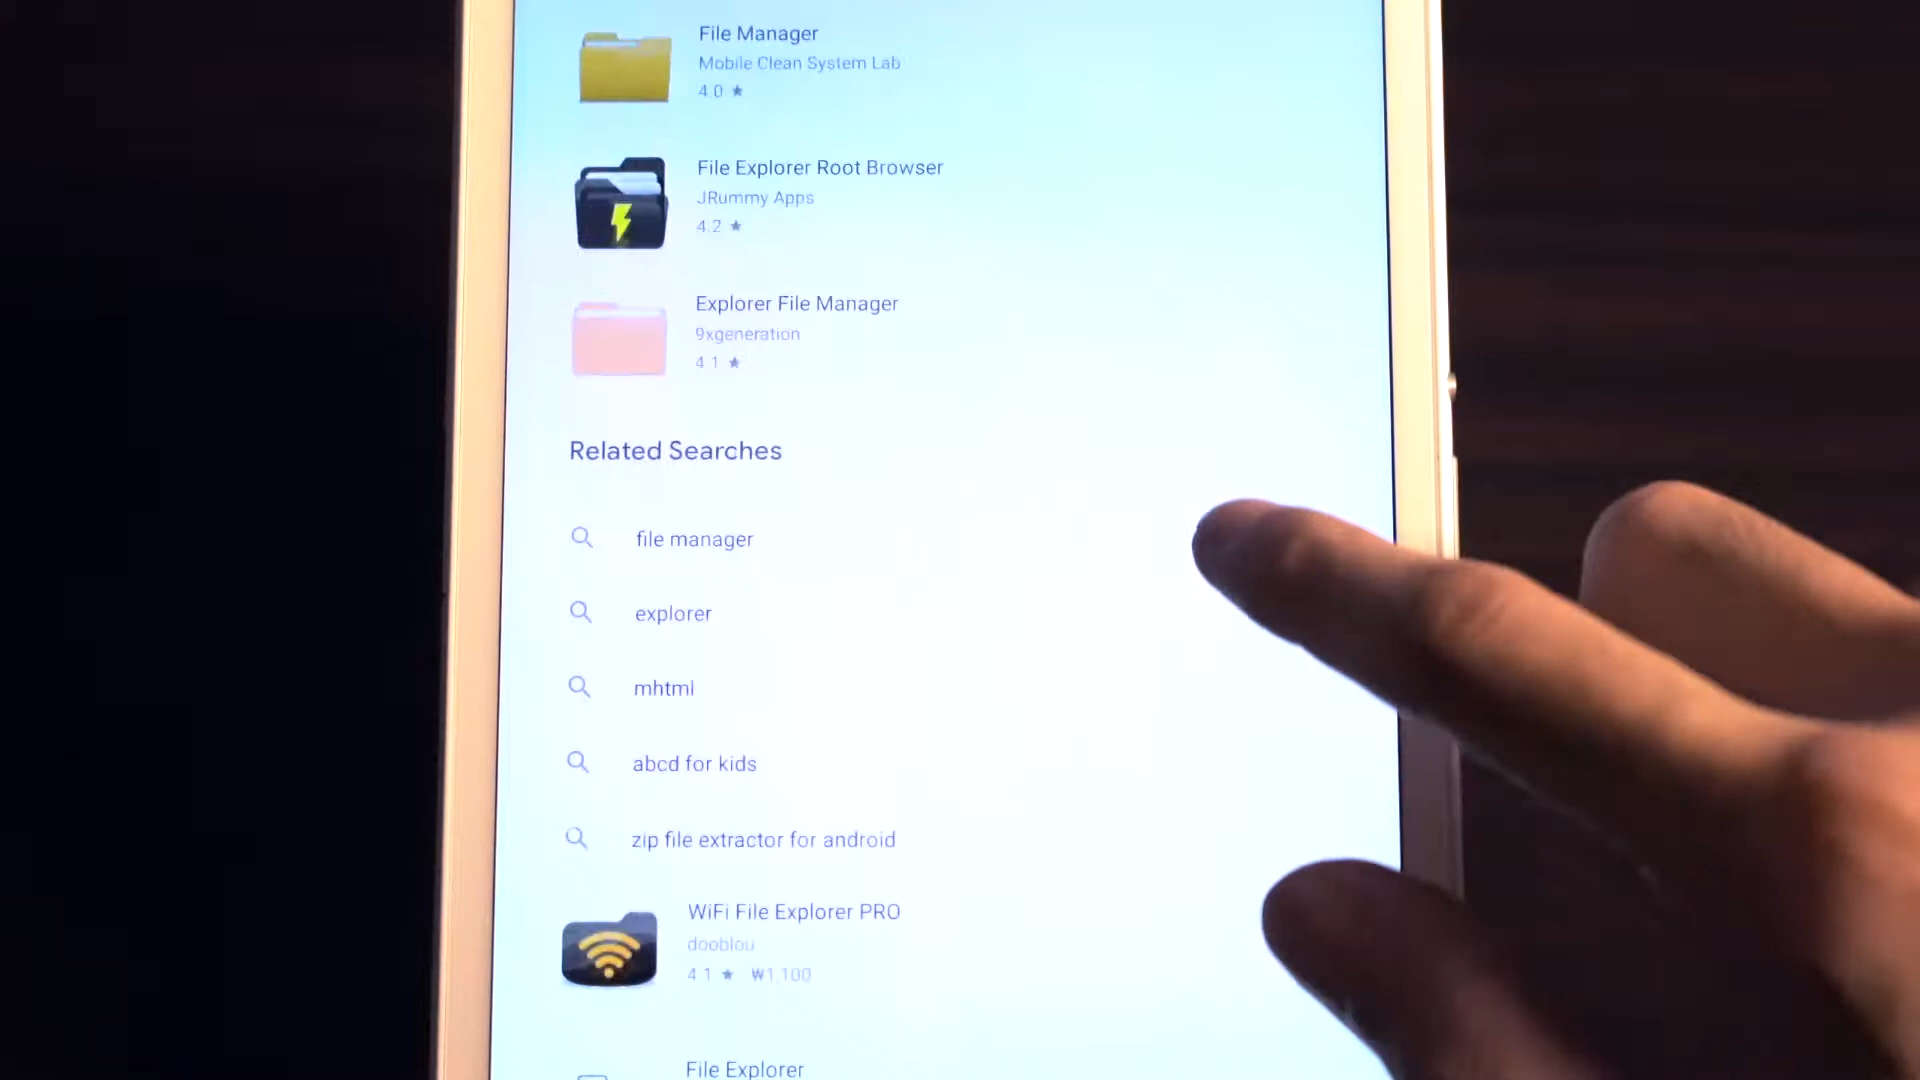 File Manager
Mobile Clean System Lab
4.0 ★
File Explorer Root Browser
JRummy Apps
4.2 ★
Explorer File Manager
9xgeneration
4.1 ★
Related Searches
file manager
explorer
mhtml
abcd for kids
zip file extractor for android
WiFi File Explorer PRO
dooblou
4.1 ★ ₩1,100
File Explorer